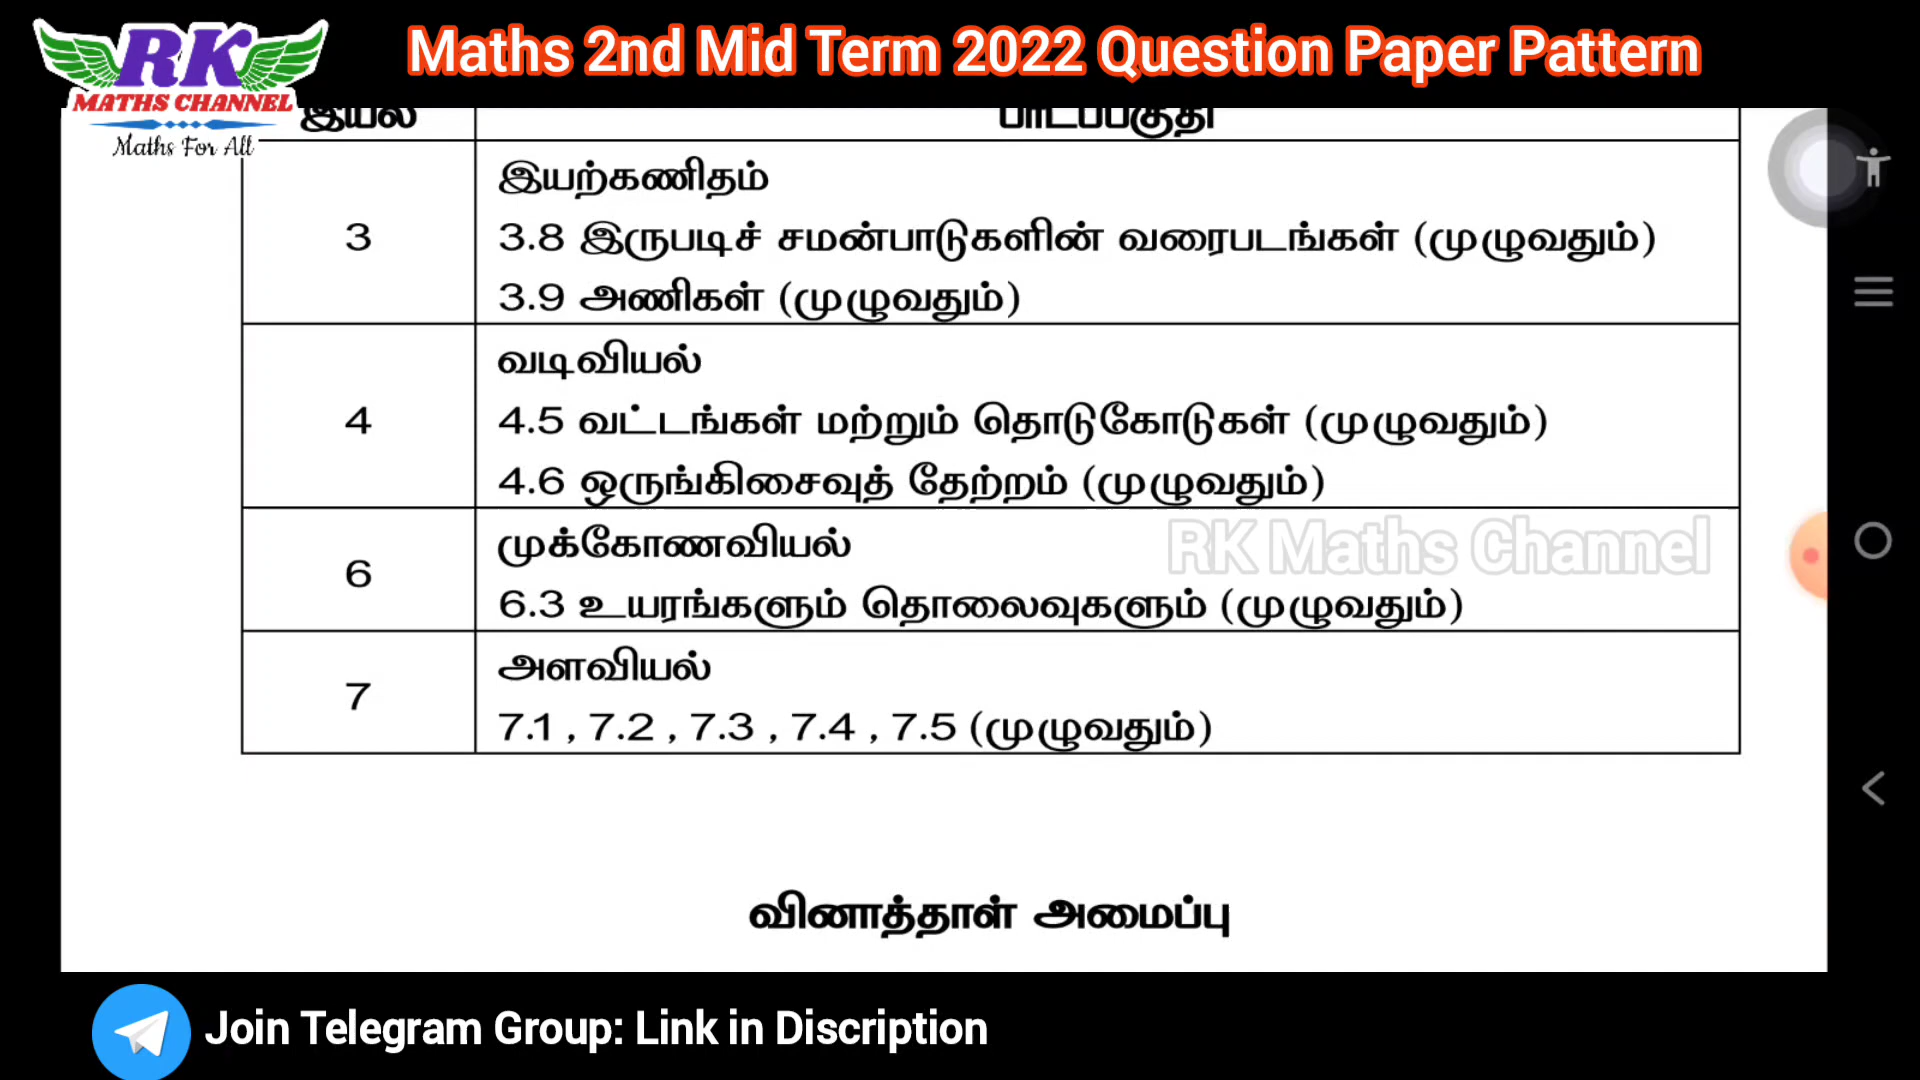 RK
MATHS CHANNEL
Maths For All
Maths 2nd Mid Term 2022 Question Paper Pattern
இயல் பாடப்பகுதி
3
இயற்கணிதம்
3.8 இருபடிச் சமன்பாடுகளின் வரைபடங்கள் (முழுவதும்)
3.9 அணிகள் (முழுவதும்)
4
வடிவியல்
4.5 வட்டங்கள் மற்றும் தொடுகோடுகள் (முழுவதும்)
4.6 ஒருங்கிசைவுத் தேற்றம் (முழுவதும்)
6
முக்கோணவியல்
6.3 உயரங்களும் தொலைவுகளும் (முழுவதும்)
RK Maths Channel
7
அளவியல்
7.1 , 7.2 , 7.3 , 7.4 , 7.5 (முழுவதும்)
வினாத்தாள் அமைப்பு
Join Telegram Group: Link in Discription